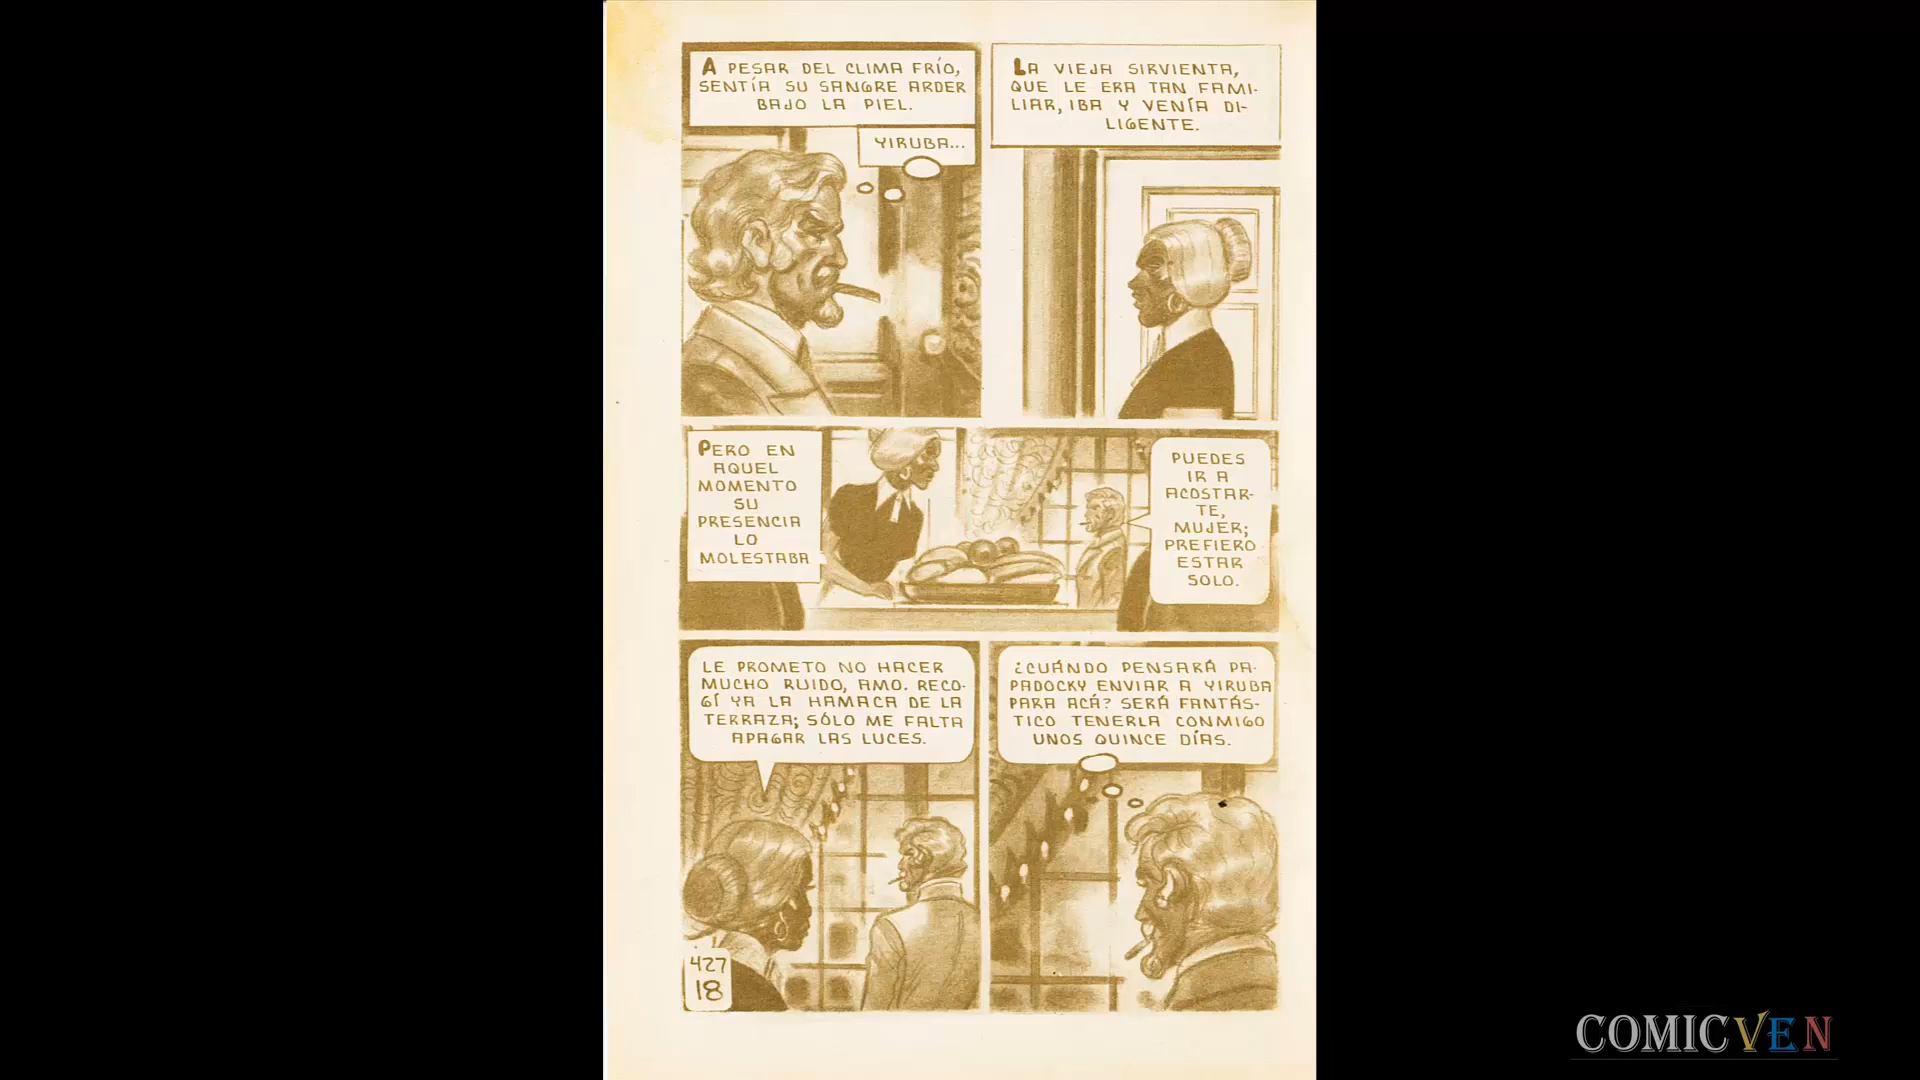 A PESAR DEL CLIMA FRÍO,
SENTÍA SU SANGRE ARDER
BAJO LA PIEL.
YIRUBA...
LA VIEJA SIRVIENTA,
QUE LE ERA TAN FAMI-
LIAR, IBA Y VENÍA DI-
LIGENTE.
PERO EN
AQUEL
MOMENTO
SU
PRESENCIA
LO
MOLESTABA
PUEDES
IR A
ACOSTAR-
TE,
MUJER;
PREFIERO
ESTAR
SOLO.
LE PROMETO NO HACER
MUCHO RUIDO, AMO. RECO-
GÍ YA LA HAMACA DE LA
TERRAZA; SÓLO ME FALTA
APAGAR LAS LUCES.
¿CUÁNDO PENSARÁ PA-
PADOCKY ENVIAR A YIRUBA
PARA ACÁ? SERÁ FANTÁS-
TICO TENERLA CONMIGO
UNOS QUINCE DÍAS.
427
18
COMICVEN